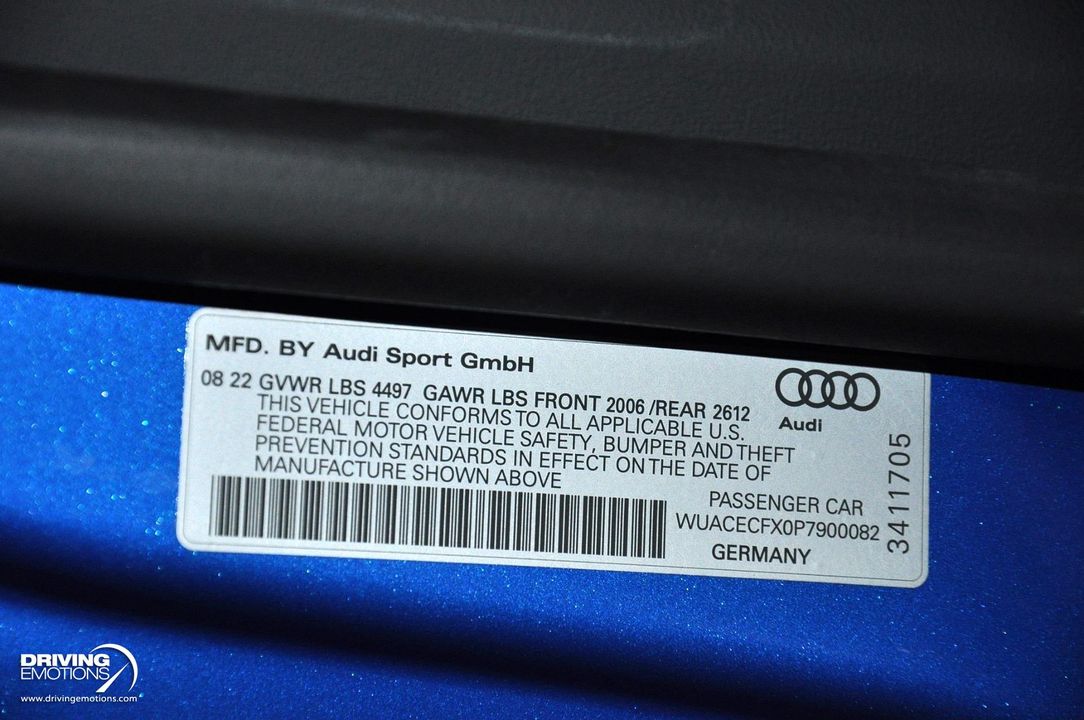 MFD. BY Audi Sport GmbH
08 22 GVWR LBS 4497 GAWR LBS FRONT 2006 /REAR 2612
THIS VEHICLE CONFORMS TO ALL APPLICABLE U.S.
FEDERAL MOTOR VEHICLE SAFETY, BUMPER AND THEFT
PREVENTION STANDARDS IN EFFECT ON THE DATE OF
MANUFACTURE SHOWN ABOVE
Audi
PASSENGER CAR
WUACECFX0P7900082
GERMANY
3411705
DRIVING
EMOTIONS
www.drivingemotions.com